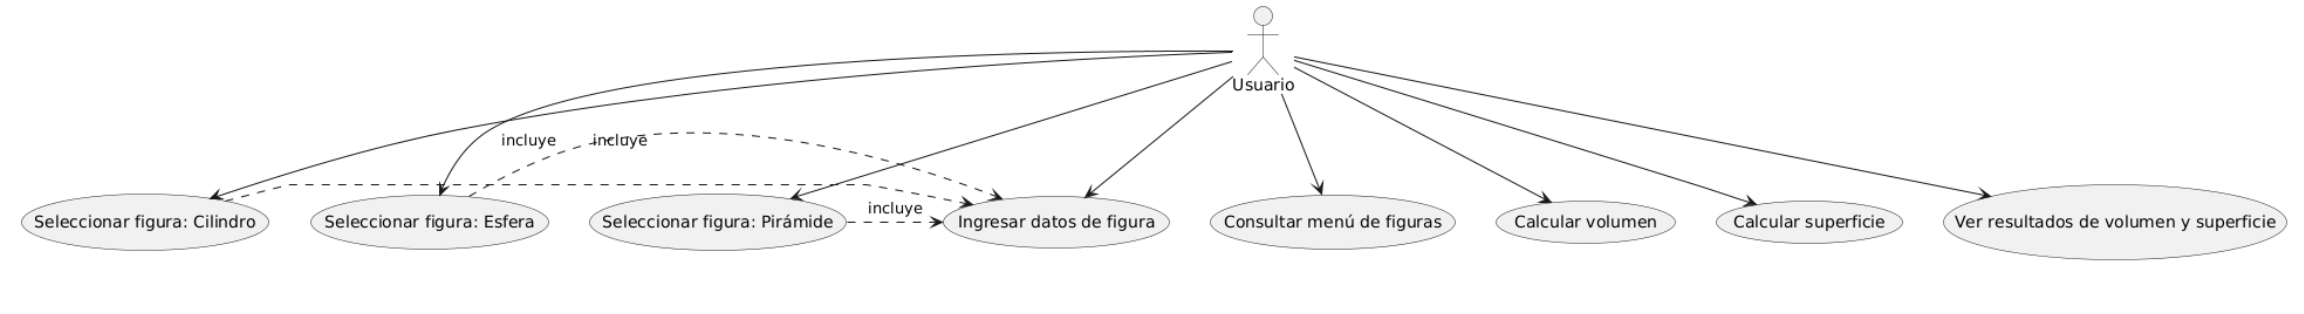 Usuario
incluye
incluye
incluye
Seleccionar figura: Cilindro
Seleccionar figura: Esfera
Seleccionar figura: Pirámide
Ingresar datos de figura
Consultar menú de figuras
Calcular volumen
Calcular superficie
Ver resultados de volumen y superficie